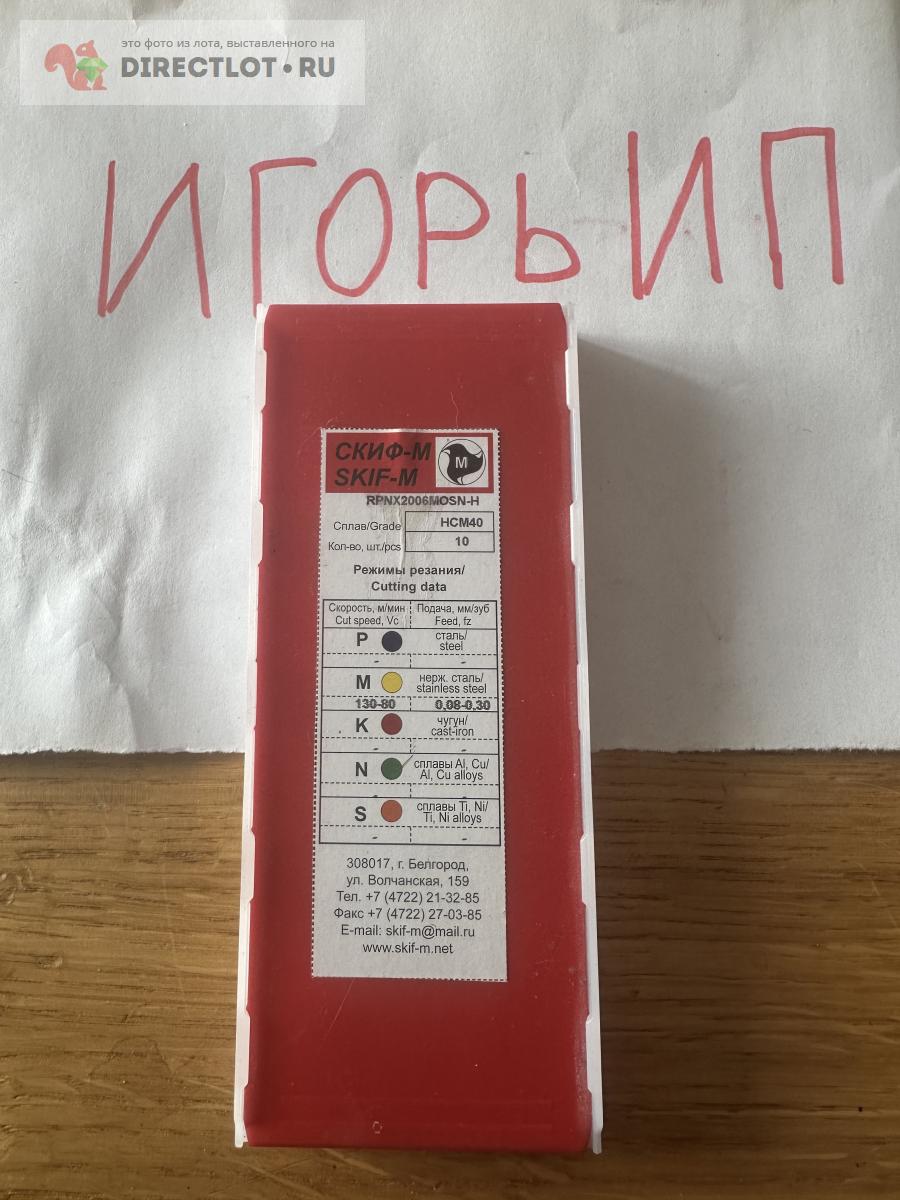 это фото из лота, выставленного на
DIRECTLOT•RU
ИГОРЬИП
СКИФ-М
SKIF-M
M
RPNX2006MOSN-H
Сплав/Grade HCM40
Кол-во, шт./pcs 10
Режимы резания/
Cutting data
Скорость, м/мин Подача, мм/зуб
Cut speed, Vc Feed, fz
P сталь/
steel
- -
M нерж. сталь/
stainless steel
130-80 0,08-0,30
K чугун/
cast-iron
- -
N сплавы Al, Cu/
Al, Cu alloys
- -
S сплавы Ti, Ni/
Ti, Ni alloys
- -
308017, г. Белгород,
ул. Волчанская, 159
Тел. +7 (4722) 21-32-85
Факс +7 (4722) 27-03-85
E-mail: skif-m@mail.ru
www.skif-m.net